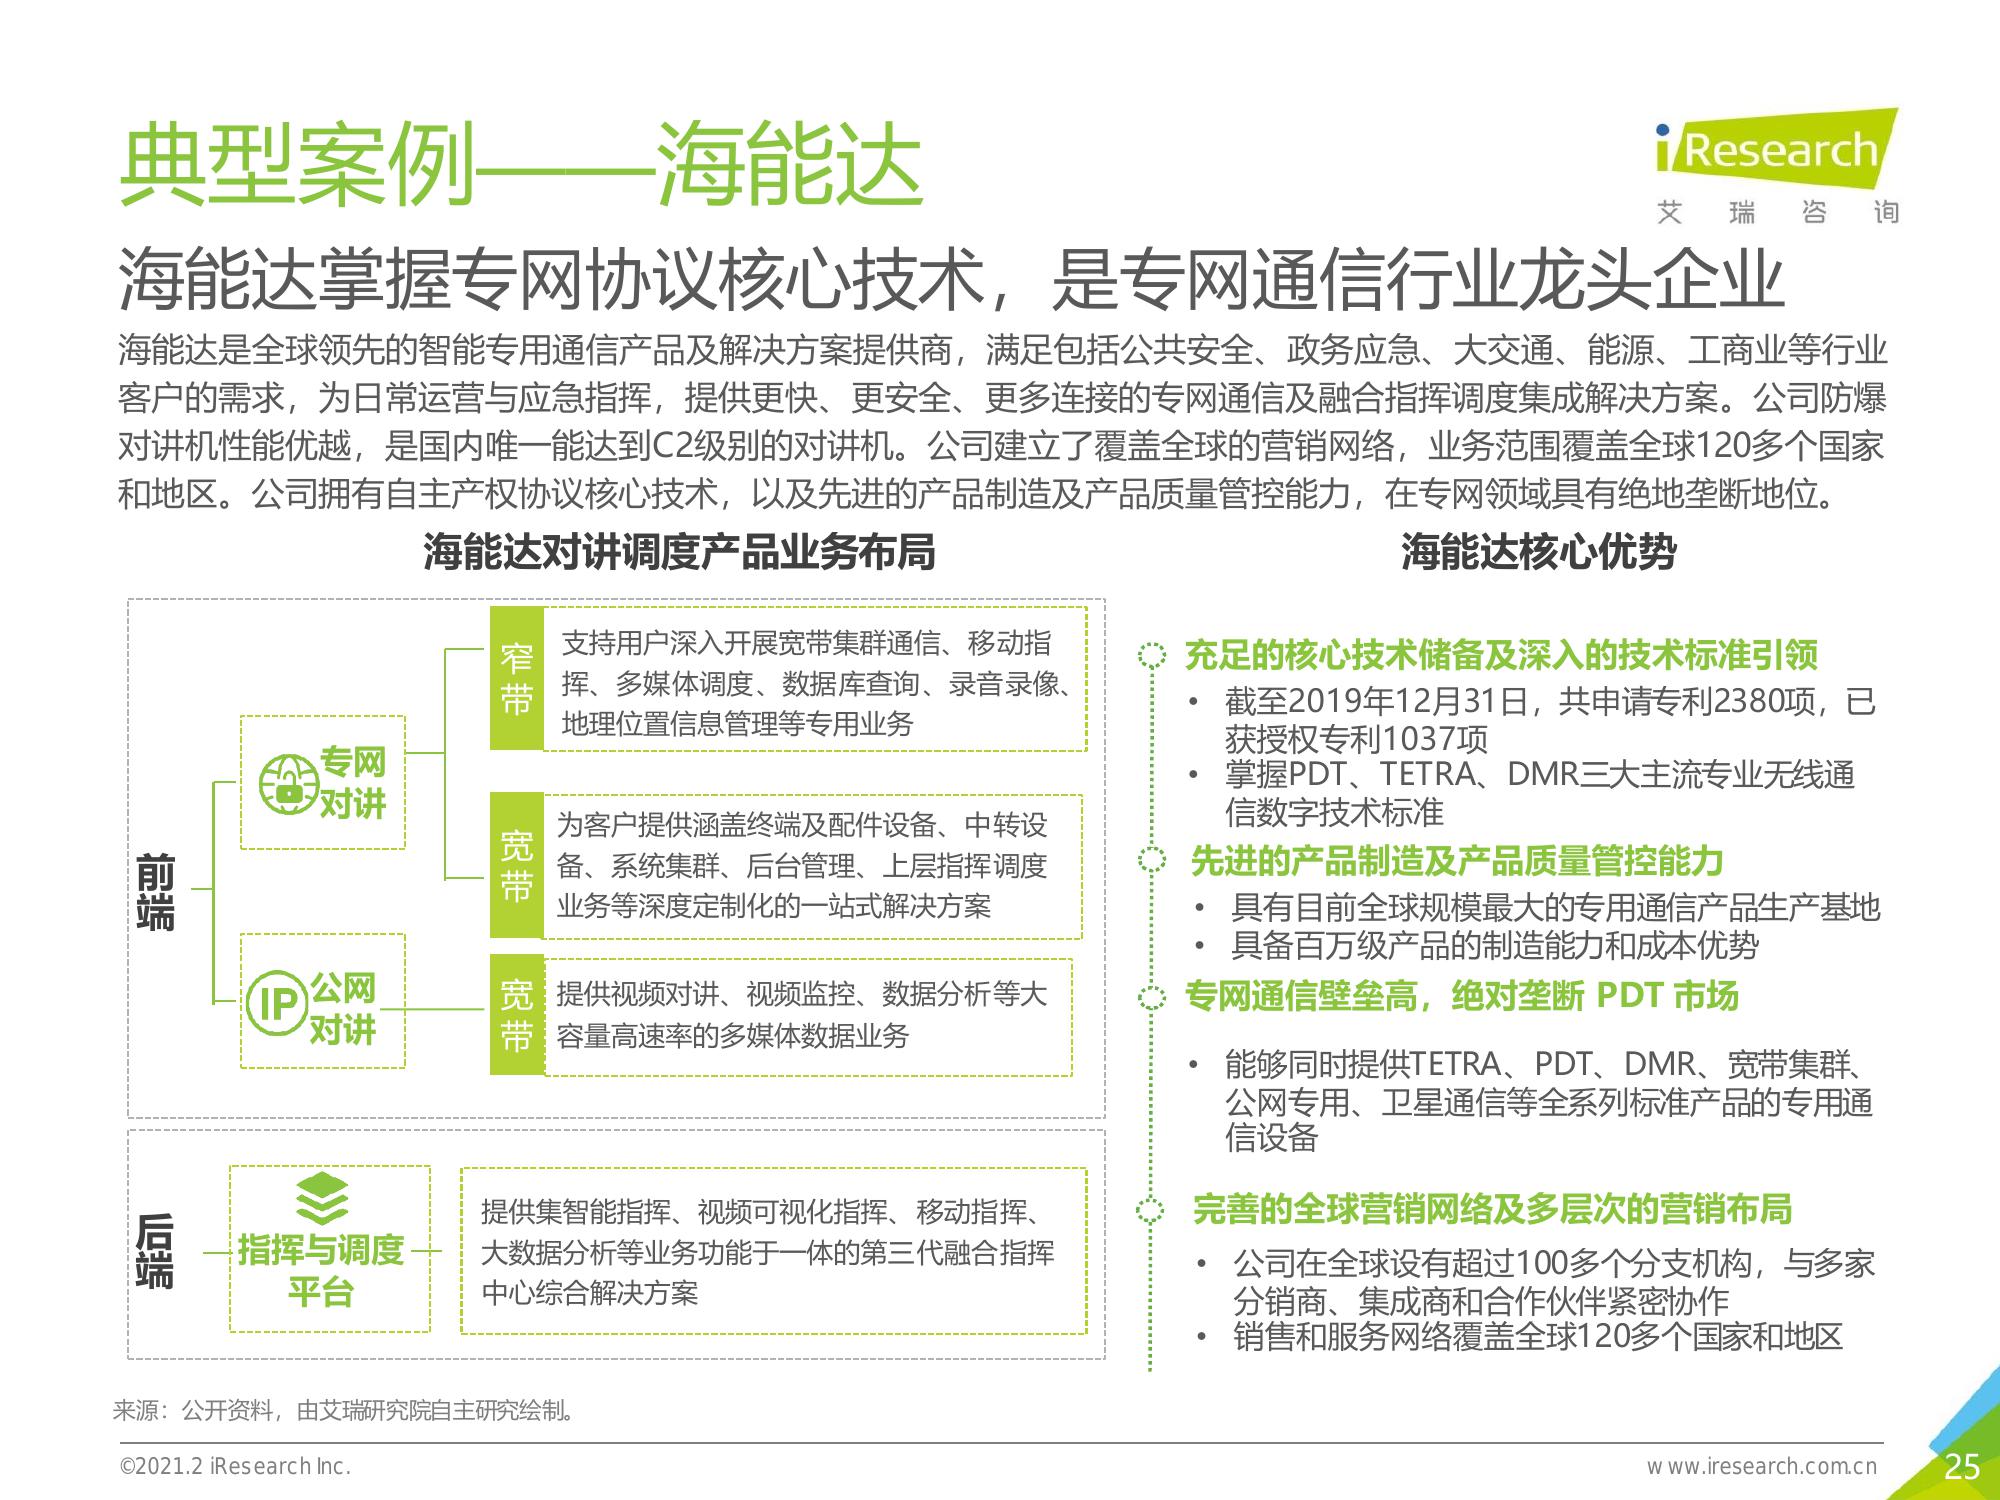 典型案例——海能达
iResearch
艾瑞咨询
海能达掌握专网协议核心技术，是专网通信行业龙头企业
海能达是全球领先的智能专用通信产品及解决方案提供商，满足包括公共安全、政务应急、大交通、能源、工商业等行业
客户的需求，为日常运营与应急指挥，提供更快、更安全、更多连接的专网通信及融合指挥调度集成解决方案。公司防爆
对讲机性能优越，是国内唯一能达到C2级别的对讲机。公司建立了覆盖全球的营销网络，业务范围覆盖全球120多个国家
和地区。公司拥有自主产权协议核心技术，以及先进的产品制造及产品质量管控能力，在专网领域具有绝地垄断地位。
海能达对讲调度产品业务布局
前端
专网
对讲
窄带
支持用户深入开展宽带集群通信、移动指
挥、多媒体调度、数据库查询、录音录像、
地理位置信息管理等专用业务
宽带
为客户提供涵盖终端及配件设备、中转设
备、系统集群、后台管理、上层指挥调度
业务等深度定制化的一站式解决方案
IP
公网
对讲
宽带
提供视频对讲、视频监控、数据分析等大
容量高速率的多媒体数据业务
后端
指挥与调度
平台
提供集智能指挥、视频可视化指挥、移动指挥、
大数据分析等业务功能于一体的第三代融合指挥
中心综合解决方案
海能达核心优势
充足的核心技术储备及深入的技术标准引领
• 截至2019年12月31日，共申请专利2380项，已
获授权专利1037项
• 掌握PDT、TETRA、DMR三大主流专业无线通
信数字技术标准
先进的产品制造及产品质量管控能力
• 具有目前全球规模最大的专用通信产品生产基地
• 具备百万级产品的制造能力和成本优势
专网通信壁垒高，绝对垄断 PDT 市场
• 能够同时提供TETRA、PDT、DMR、宽带集群、
公网专用、卫星通信等全系列标准产品的专用通
信设备
完善的全球营销网络及多层次的营销布局
• 公司在全球设有超过100多个分支机构，与多家
分销商、集成商和合作伙伴紧密协作
• 销售和服务网络覆盖全球120多个国家和地区
来源：公开资料，由艾瑞研究院自主研究绘制。
©2021.2 iResearch Inc.
www.iresearch.com.cn
25